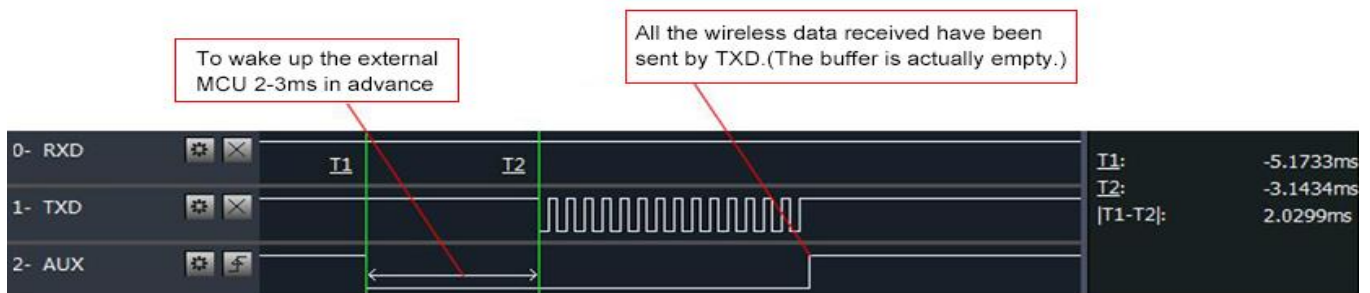 To wake up the external
MCU 2-3ms in advance
All the wireless data received have been
sent by TXD.(The buffer is actually empty.)
0- RXD
T1
T2
1- TXD
2- AUX
T1: -5.1733ms
T2: -3.1434ms
|T1-T2|: 2.0299ms